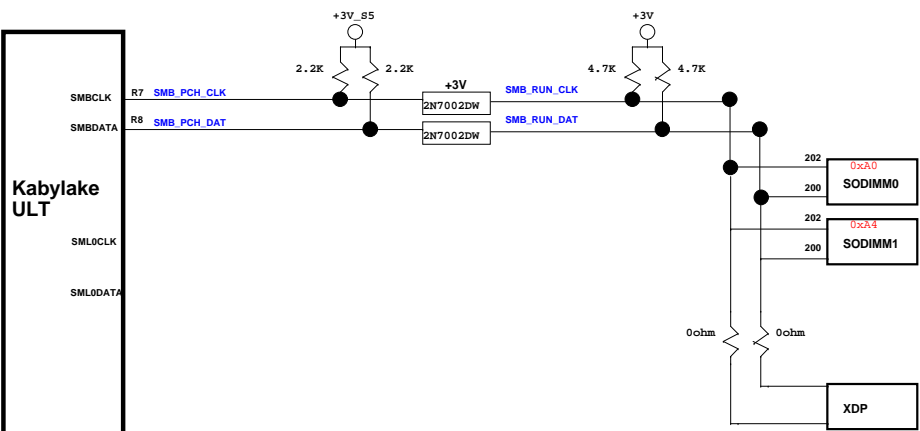 +3V_S5
+3V
2.2K
2.2K
4.7K
4.7K
+3V
SMBCLK
R7
SMB_PCH_CLK
2N7002DW
SMB_RUN_CLK
SMBDATA
R8
SMB_PCH_DAT
2N7002DW
SMB_RUN_DAT
Kabylake
ULT
202
0xA0
SODIMM0
200
202
0xA4
SODIMM1
200
SML0CLK
SML0DATA
0ohm
0ohm
XDP